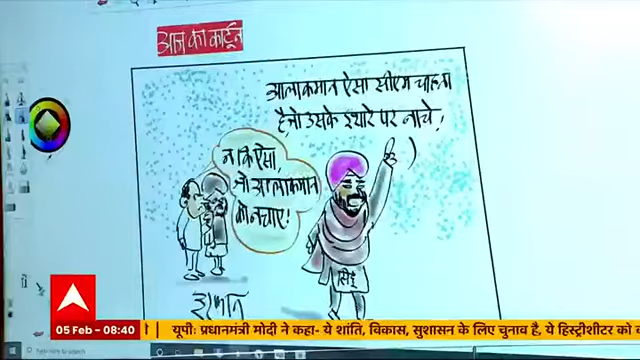 आज का कार्टून
आलाकमान ऐसा सीएम चाहता
है जो उसके इशारे पर नाचे!
न कि ऐसा,
जो आलाकमान
को नचाए!
सिद्धू
इरफ़ान
05 Feb - 08:40
यूपी: प्रधानमंत्री मोदी ने कहा- ये शांति, विकास, सुशासन के लिए चुनाव है, ये हिस्ट्रीशीटर को